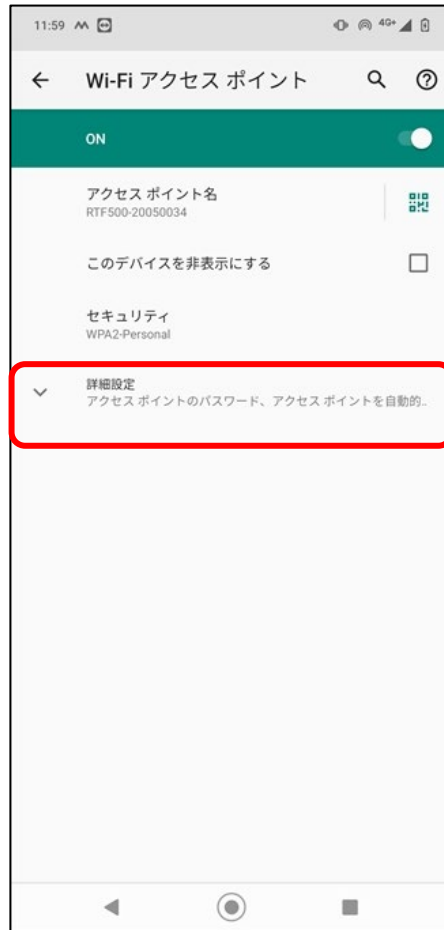 11:59
4G+
Wi-Fi アクセス ポイント
ON
アクセス ポイント名
RTF500-20050034
このデバイスを非表示にする
セキュリティ
WPA2-Personal
詳細設定
アクセス ポイントのパスワード、アクセス ポイントを自動的..